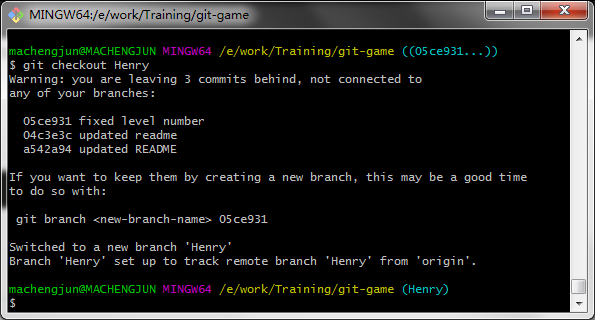 MINGW64:/e/work/Training/git-game
machengjun@MACHENGJUN MINGW64 /e/work/Training/git-game ((05ce931...))
$ git checkout Henry
Warning: you are leaving 3 commits behind, not connected to
any of your branches:
05ce931 fixed level number
04c3e3c updated readme
a542a94 updated README
If you want to keep them by creating a new branch, this may be a good time
to do so with:
git branch <new-branch-name> 05ce931
Switched to a new branch 'Henry'
Branch 'Henry' set up to track remote branch 'Henry' from 'origin'.
machengjun@MACHENGJUN MINGW64 /e/work/Training/git-game (Henry)
$